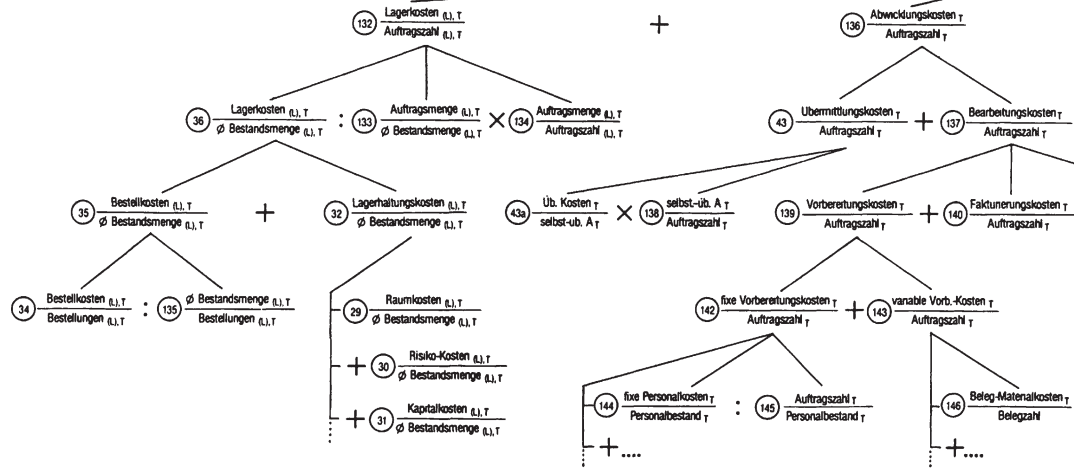 132 Lagerkosten (L), T / Auftragszahl (L), T + 136 Abwicklungskosten T / Auftragszahl T
36 Lagerkosten (L), T / Ø Bestandsmenge (L), T : 133 Auftragsmenge (L), T / Ø Bestandsmenge (L), T × 134 Auftragsmenge (L), T / Auftragszahl (L), T
43 Ubermittlungskosten T / Auftragszahl T + 137 Bearbeitungskosten T / Auftragszahl T
35 Bestellkosten (L), T / Ø Bestandsmenge (L), T + 32 Lagerhaltungskosten (L), T / Ø Bestandsmenge (L), T
43a Üb. Kosten T / selbst-ub. A T × 138 selbst.-üb. A T / Auftragszahl T
139 Vorbereitungskosten T / Auftragszahl T + 140 Fakturierungskosten T / Auftragszahl T
34 Bestellkosten (L), T / Bestellungen (L), T : 135 Ø Bestandsmenge (L), T / Bestellungen (L), T
29 Raumkosten (L), T / Ø Bestandsmenge (L), T
142 fixe Vorbereitungskosten T / Auftragszahl T + 143 variable Vorb.-Kosten T / Auftragszahl T
+ 30 Risiko-Kosten (L), T / Ø Bestandsmenge (L), T
+ 31 Kapitalkosten (L), T / Ø Bestandsmenge (L), T
144 fixe Personalkosten T / Personalbestand T : 145 Auftragszahl T / Personalbestand T
146 Beleg-Materialkosten T / Belegzahl
+....
+....